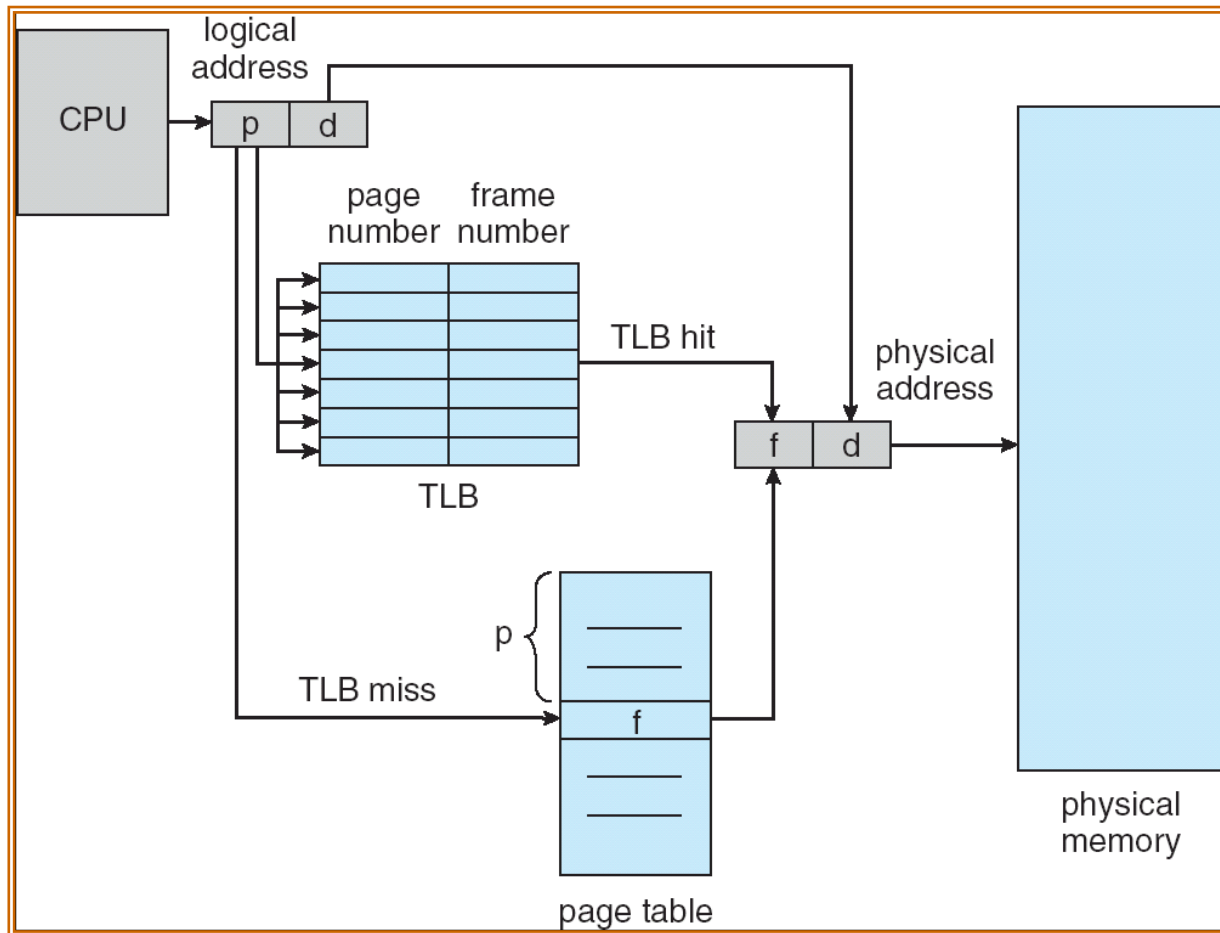 logical
address
CPU
p
d
page
number
frame
number
TLB hit
physical
address
f
d
TLB
p
TLB miss
f
physical
memory
page table